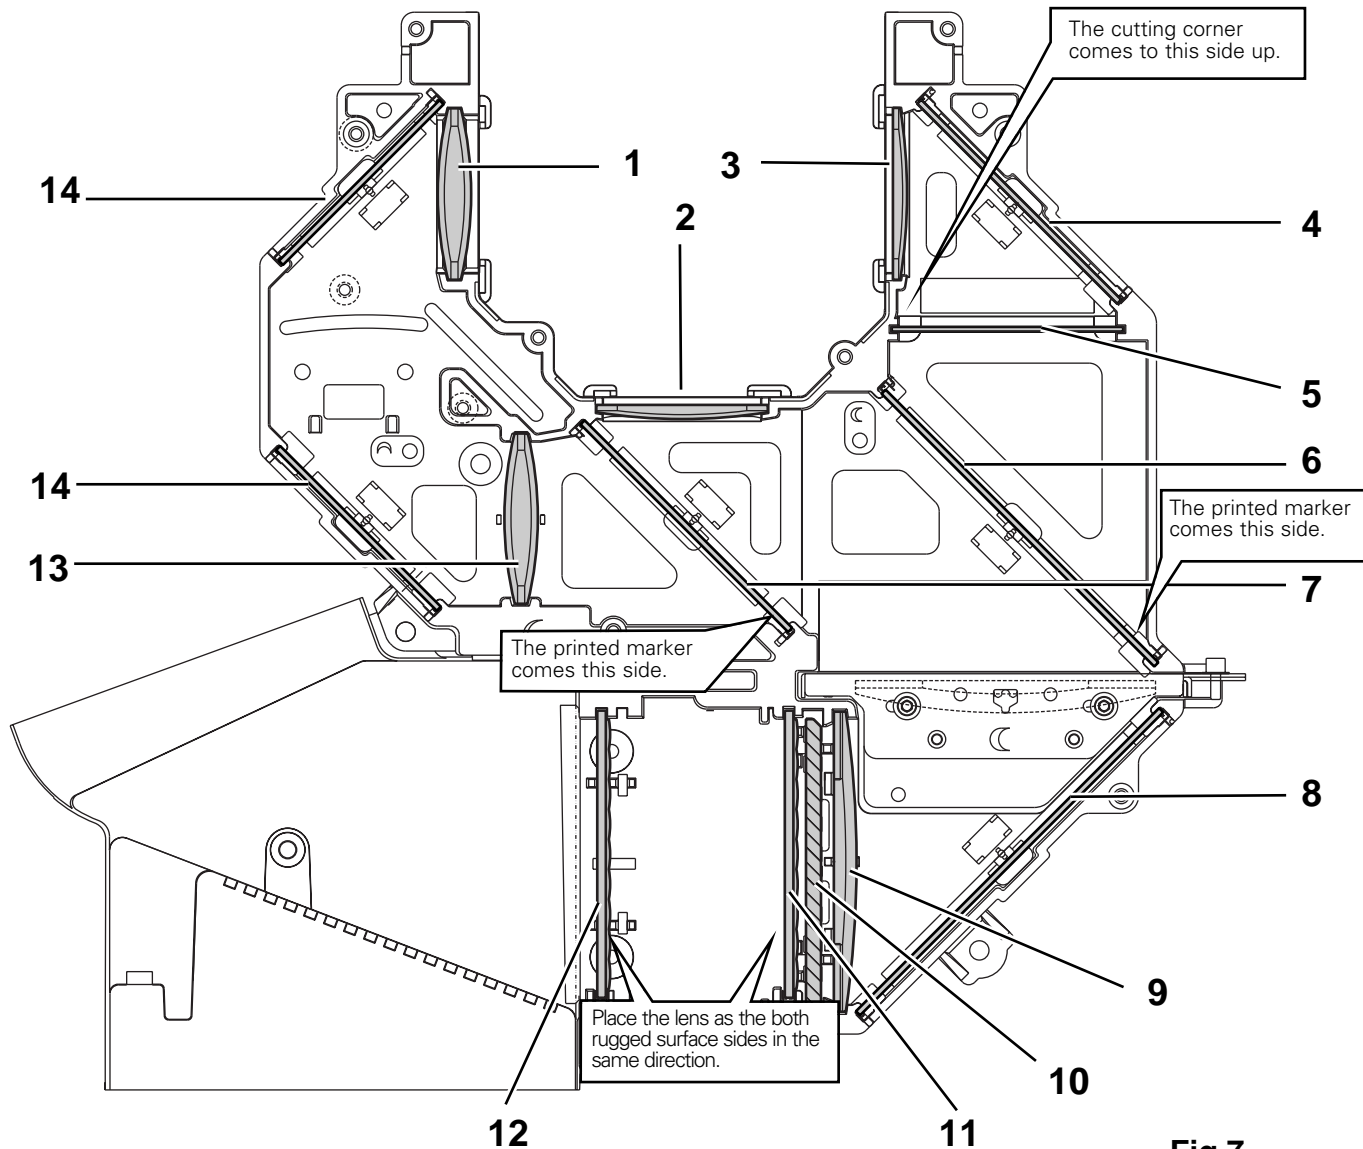 The cutting corner
comes to this side up.
1
3
14
2
4
5
6
14
The printed marker
comes this side.
13
7
The printed marker
comes this side.
8
9
Place the lens as the both
rugged surface sides in the
same direction.
10
12
11
Fig.7